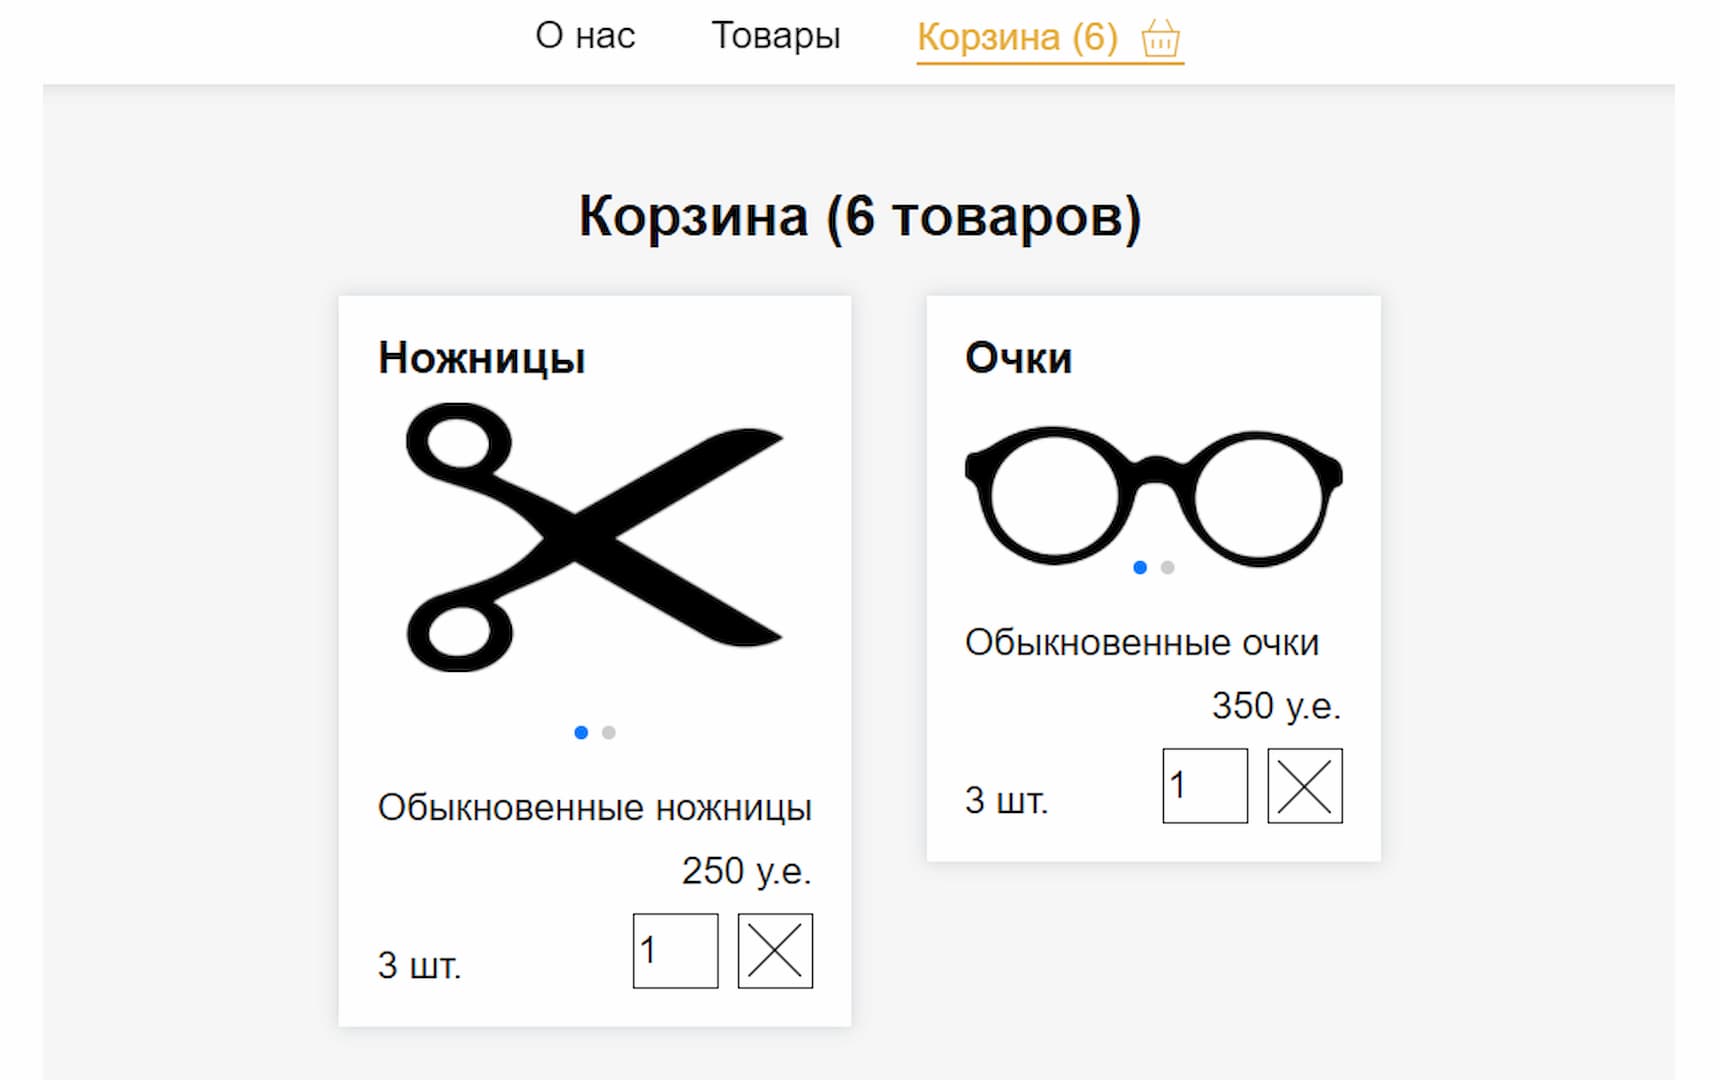 О нас Товары Корзина (6)
Корзина (6 товаров)
Ножницы
Обыкновенные ножницы
250 у.е.
3 шт. 1
Очки
Обыкновенные очки
350 у.е.
3 шт. 1